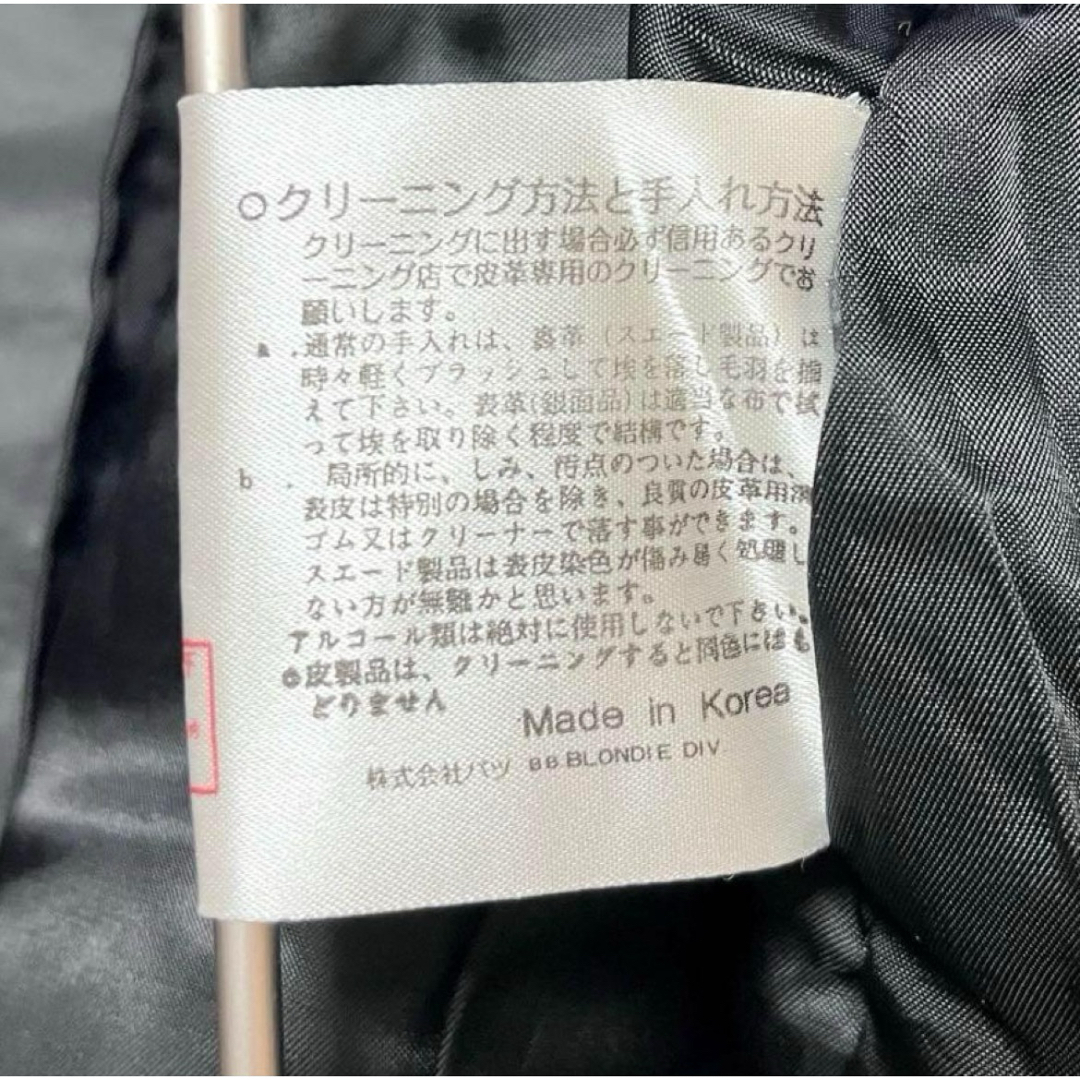 ○クリーニング方法と手入れ方法
クリーニングに出す場合必ず信用あるクリ
ーニング店で皮革専用のクリーニングでお
願いします。
a．通常の手入れは、裏革（スエード製品）は
時々軽くブラッシュして埃を落し毛羽を揃
えて下さい。表革(銀面品)は適当な布で拭
って埃を取り除く程度で結構です。
b．局所的に、しみ、汚点のついた場合は、
表皮は特別の場合を除き、良質の皮革用消
ゴム又はクリーナーで落す事ができます。
スエード製品は表皮染色が傷み易く処理し
ない方が無難かと思います。
アルコール類は絶対に使用しないで下さい。
●皮製品は、クリーニングすると同色にはも
どりません
Made in Korea
株式会社バツ BB BLONDIE DIV